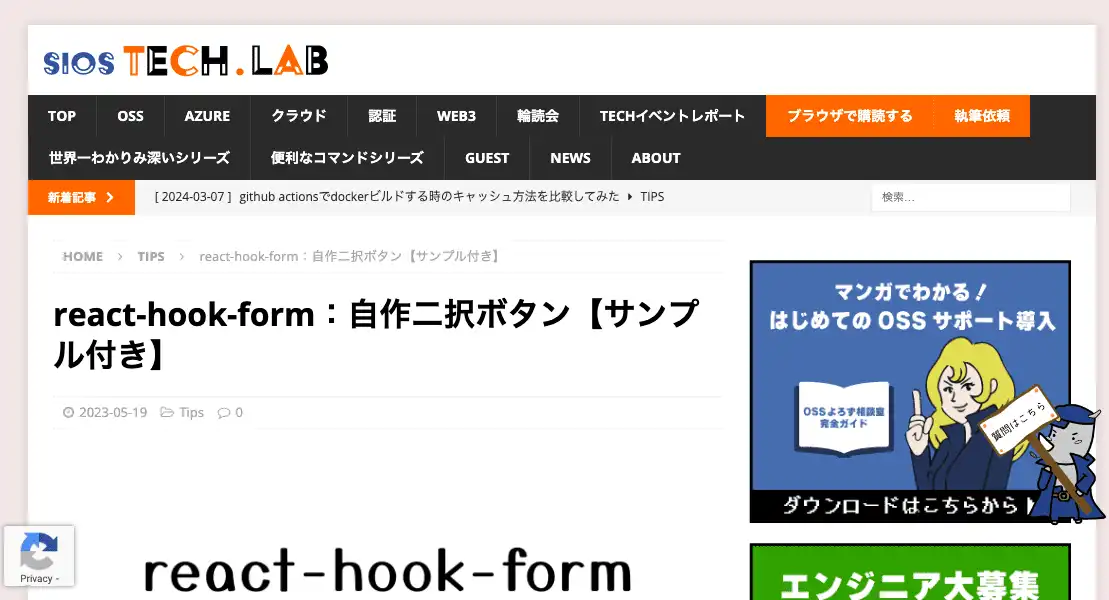 SIOS TECH.LAB
TOP OSS AZURE クラウド 認証 WEB3 輪読会 TECHイベントレポート ブラウザで購読する 執筆依頼
世界一わかりみ深いシリーズ 便利なコマンドシリーズ GUEST NEWS ABOUT
新着記事 [ 2024-03-07 ] github actionsでdockerビルドする時のキャッシュ方法を比較してみた TIPS 検索…
HOME TIPS react-hook-form：自作二択ボタン【サンプル付き】
react-hook-form：自作二択ボタン【サンプ
ル付き】
2023-05-19 Tips 0
react-hook-form
マンガでわかる！
はじめての OSS サポート導入
OSSよろず相談室
完全ガイド
質問はこちら
ダウンロードはこちらから
エンジニア大募集
Privacy -